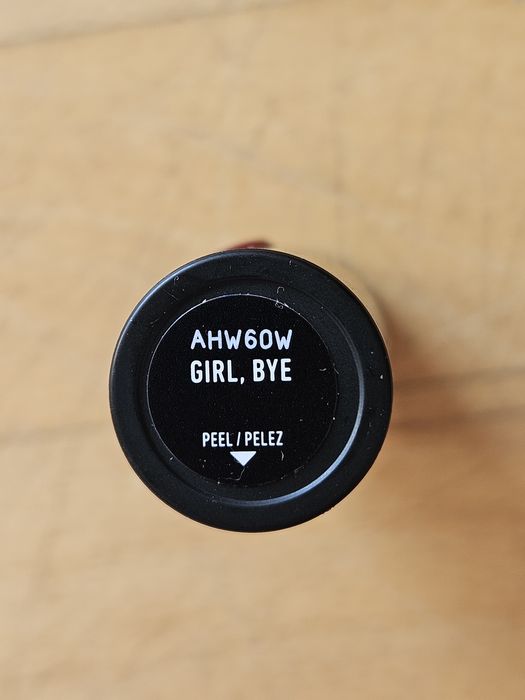 AHW60W
GIRL, BYE
PEEL / PELEZ